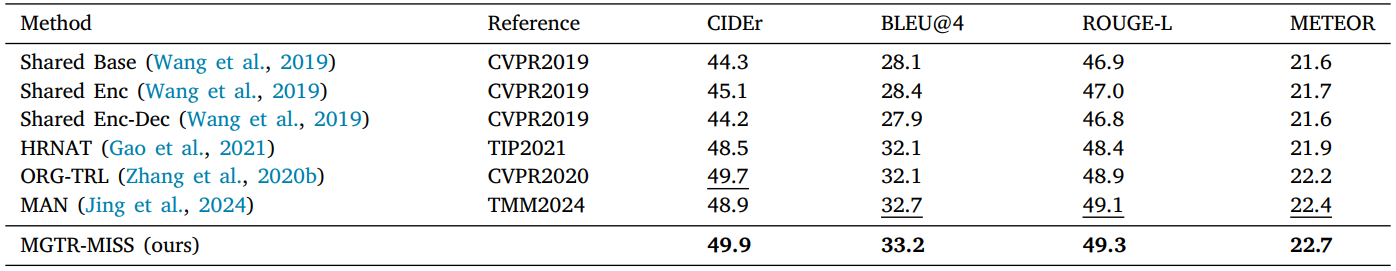 Method Reference CIDEr BLEU@4 ROUGE-L METEOR
Shared Base (Wang et al., 2019) CVPR2019 44.3 28.1 46.9 21.6
Shared Enc (Wang et al., 2019) CVPR2019 45.1 28.4 47.0 21.7
Shared Enc-Dec (Wang et al., 2019) CVPR2019 44.2 27.9 46.8 21.6
HRNAT (Gao et al., 2021) TIP2021 48.5 32.1 48.4 21.9
ORG-TRL (Zhang et al., 2020b) CVPR2020 49.7 32.1 48.9 22.2
MAN (Jing et al., 2024) TMM2024 48.9 32.7 49.1 22.4
MGTR-MISS (ours) 49.9 33.2 49.3 22.7